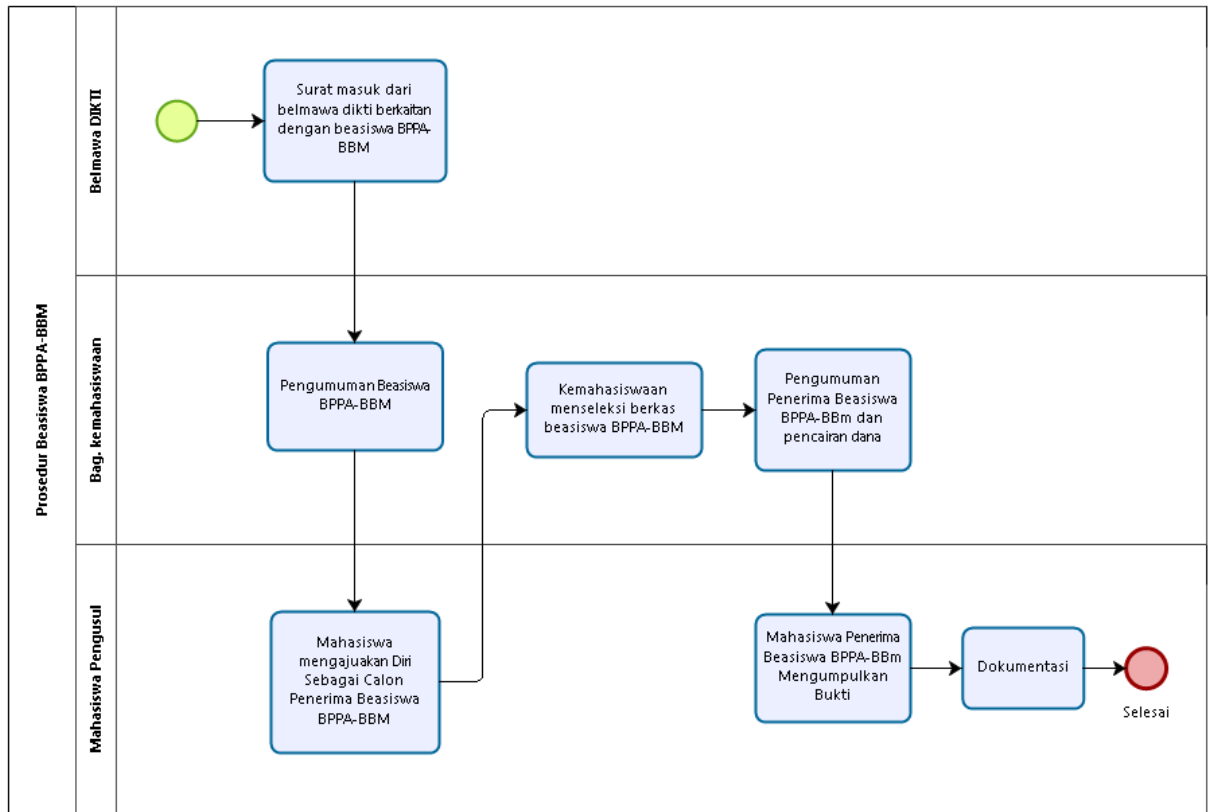 Prosedur Beasiswa BPPA-BBM
Belmawa DIKTI
Surat masuk dari
belmawa dikti berkaitan
dengan beasiswa BPPA-
BBM
Bag. kemahasiswaan
Pengumuman Beasiswa
BPPA-BBM
Kemahasiswaan
menseleksi berkas
beasiswa BPPA-BBM
Pengumuman
Penerima Beasiswa
BPPA-BBm dan
pencairan dana
Mahasiswa Pengusul
Mahasiswa
mengajuakan Diri
Sebagai Calon
Penerima Beasiswa
BPPA-BBM
Mahasiswa Penerima
Beasiswa BPPA-BBm
Mengumpulkan
Bukti
Dokumentasi
Selesai